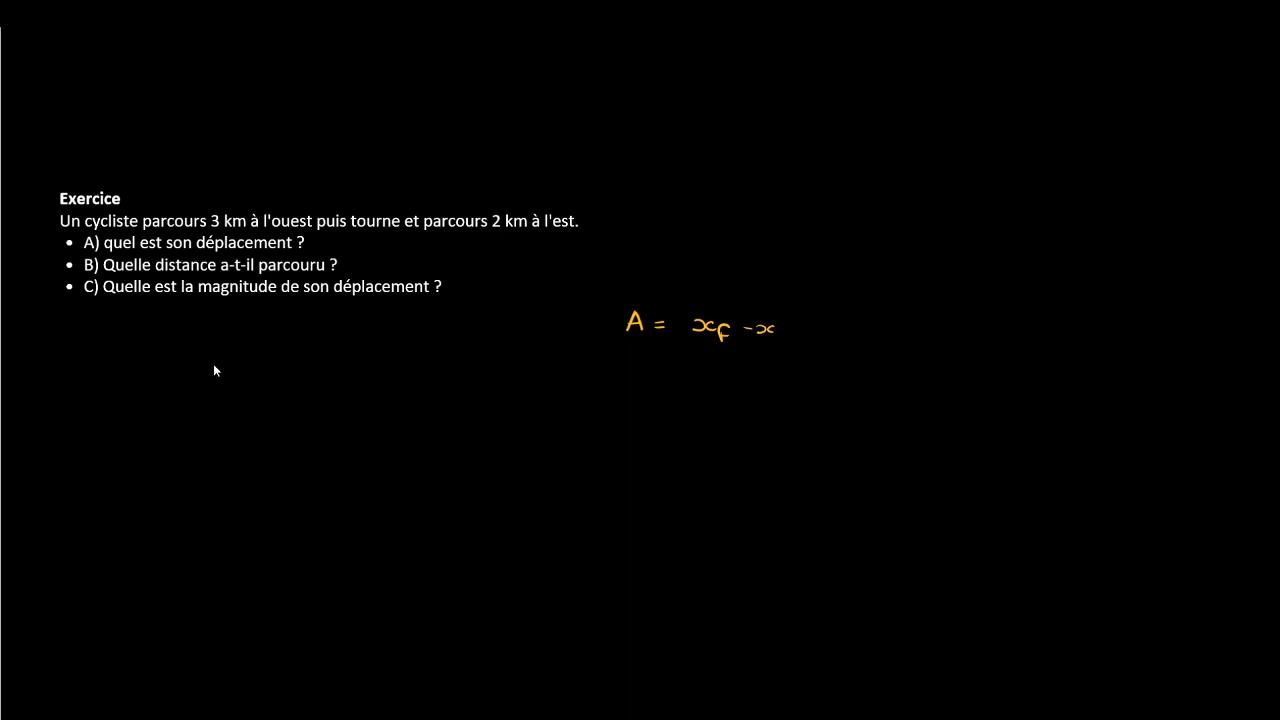 Exercice
Un cycliste parcours 3 km à l'ouest puis tourne et parcours 2 km à l'est.
• A) quel est son déplacement ?
• B) Quelle distance a-t-il parcouru ?
• C) Quelle est la magnitude de son déplacement ?
A = x_f - x